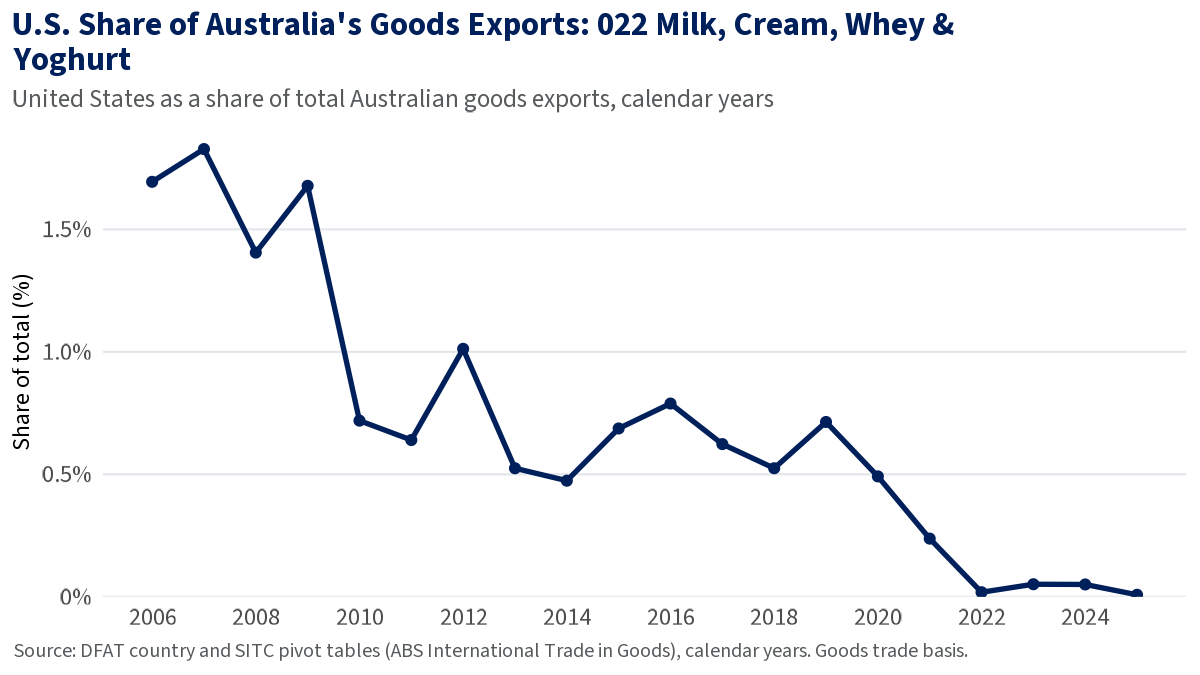 U.S. Share of Australia's Goods Exports: 022 Milk, Cream, Whey &
Yoghurt
United States as a share of total Australian goods exports, calendar years
Share of total (%)
1.5%
1.0%
0.5%
0%
2006 2008 2010 2012 2014 2016 2018 2020 2022 2024
Source: DFAT country and SITC pivot tables (ABS International Trade in Goods), calendar years. Goods trade basis.